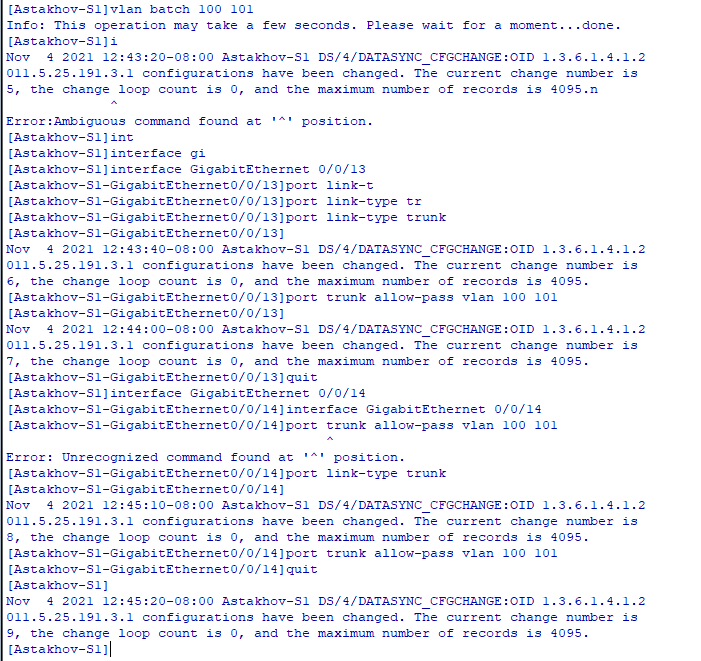 [Astakhov-S1]vlan batch 100 101
Info: This operation may take a few seconds. Please wait for a moment...done.
[Astakhov-S1]i
Nov  4 2021 12:43:20-08:00 Astakhov-S1 DS/4/DATASYNC_CFGCHANGE:OID 1.3.6.1.4.1.2
011.5.25.191.3.1 configurations have been changed. The current change number is
5, the change loop count is 0, and the maximum number of records is 4095.n
             ^
Error:Ambiguous command found at '^' position.
[Astakhov-S1]int
[Astakhov-S1]interface gi
[Astakhov-S1]interface GigabitEthernet 0/0/13
[Astakhov-S1-GigabitEthernet0/0/13]port link-t
[Astakhov-S1-GigabitEthernet0/0/13]port link-type tr
[Astakhov-S1-GigabitEthernet0/0/13]port link-type trunk
[Astakhov-S1-GigabitEthernet0/0/13]
Nov  4 2021 12:43:40-08:00 Astakhov-S1 DS/4/DATASYNC_CFGCHANGE:OID 1.3.6.1.4.1.2
011.5.25.191.3.1 configurations have been changed. The current change number is
6, the change loop count is 0, and the maximum number of records is 4095.
[Astakhov-S1-GigabitEthernet0/0/13]port trunk allow-pass vlan 100 101
[Astakhov-S1-GigabitEthernet0/0/13]
Nov  4 2021 12:44:00-08:00 Astakhov-S1 DS/4/DATASYNC_CFGCHANGE:OID 1.3.6.1.4.1.2
011.5.25.191.3.1 configurations have been changed. The current change number is
7, the change loop count is 0, and the maximum number of records is 4095.
[Astakhov-S1-GigabitEthernet0/0/13]quit
[Astakhov-S1]interface GigabitEthernet 0/0/14
[Astakhov-S1-GigabitEthernet0/0/14]interface GigabitEthernet 0/0/14
[Astakhov-S1-GigabitEthernet0/0/14]port trunk allow-pass vlan 100 101
                                        ^
Error: Unrecognized command found at '^' position.
[Astakhov-S1-GigabitEthernet0/0/14]port link-type trunk
[Astakhov-S1-GigabitEthernet0/0/14]
Nov  4 2021 12:45:10-08:00 Astakhov-S1 DS/4/DATASYNC_CFGCHANGE:OID 1.3.6.1.4.1.2
011.5.25.191.3.1 configurations have been changed. The current change number is
8, the change loop count is 0, and the maximum number of records is 4095.
[Astakhov-S1-GigabitEthernet0/0/14]port trunk allow-pass vlan 100 101
[Astakhov-S1-GigabitEthernet0/0/14]quit
[Astakhov-S1]
Nov  4 2021 12:45:20-08:00 Astakhov-S1 DS/4/DATASYNC_CFGCHANGE:OID 1.3.6.1.4.1.2
011.5.25.191.3.1 configurations have been changed. The current change number is
9, the change loop count is 0, and the maximum number of records is 4095.
[Astakhov-S1]